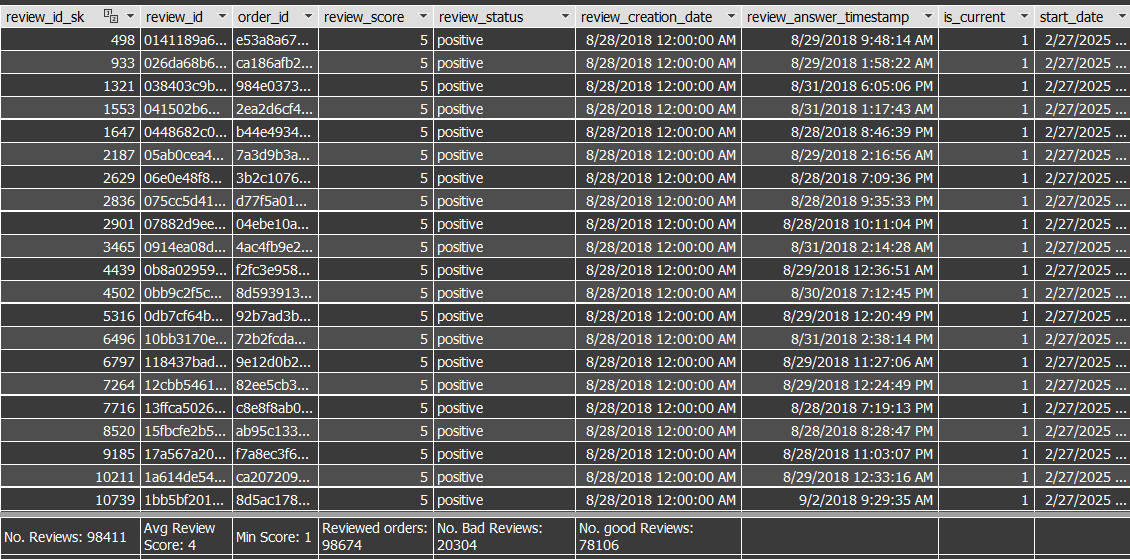 review_id_sk review_id order_id review_score review_status review_creation_date review_answer_timestamp is_current start_date
498 0141189a6... e53a8a67... 5 positive 8/28/2018 12:00:00 AM 8/29/2018 9:48:14 AM 1 2/27/2025 ...
933 026da68b6... ca186afb2... 5 positive 8/28/2018 12:00:00 AM 8/29/2018 1:58:22 AM 1 2/27/2025 ...
1321 038403c9b... 984e0373... 5 positive 8/28/2018 12:00:00 AM 8/31/2018 6:05:06 PM 1 2/27/2025 ...
1553 041502b6... 2ea2d6cf4... 5 positive 8/28/2018 12:00:00 AM 8/31/2018 1:17:43 AM 1 2/27/2025 ...
1647 0448682c0... b44e4934... 5 positive 8/28/2018 12:00:00 AM 8/28/2018 8:46:39 PM 1 2/27/2025 ...
2187 05ab0cea4... 7a3d9b3a... 5 positive 8/28/2018 12:00:00 AM 8/29/2018 2:16:56 AM 1 2/27/2025 ...
2629 06e0e48f8... 3b2c1076... 5 positive 8/28/2018 12:00:00 AM 8/28/2018 7:09:36 PM 1 2/27/2025 ...
2836 075cc5d41... d77f5a01... 5 positive 8/28/2018 12:00:00 AM 8/28/2018 9:35:33 PM 1 2/27/2025 ...
2901 07882d9ee... 04ebe10a... 5 positive 8/28/2018 12:00:00 AM 8/28/2018 10:11:04 PM 1 2/27/2025 ...
3465 0914ea08d... 4ac4fb9e2... 5 positive 8/28/2018 12:00:00 AM 8/31/2018 2:14:28 AM 1 2/27/2025 ...
4439 0b8a02959... f2fc3e958... 5 positive 8/28/2018 12:00:00 AM 8/29/2018 12:36:51 AM 1 2/27/2025 ...
4502 0bb9c2f5c... 8d593913... 5 positive 8/28/2018 12:00:00 AM 8/30/2018 7:12:45 PM 1 2/27/2025 ...
5316 0db7cf64b... 92b7ad3b... 5 positive 8/28/2018 12:00:00 AM 8/29/2018 12:20:49 PM 1 2/27/2025 ...
6496 10bb3170e... 72b2fcda... 5 positive 8/28/2018 12:00:00 AM 8/31/2018 2:38:14 PM 1 2/27/2025 ...
6797 118437bad... 9e12d0b2... 5 positive 8/28/2018 12:00:00 AM 8/29/2018 11:27:06 AM 1 2/27/2025 ...
7264 12cbb5461... 82ee5cb3... 5 positive 8/28/2018 12:00:00 AM 8/29/2018 12:24:49 PM 1 2/27/2025 ...
7716 13ffca5026... c8e8f8ab0... 5 positive 8/28/2018 12:00:00 AM 8/28/2018 7:19:13 PM 1 2/27/2025 ...
8520 15fbcfe2b5... ab95c133... 5 positive 8/28/2018 12:00:00 AM 8/28/2018 8:28:47 PM 1 2/27/2025 ...
9185 17a567a20... f7a8ec3f6... 5 positive 8/28/2018 12:00:00 AM 8/28/2018 11:03:07 PM 1 2/27/2025 ...
10211 1a614de54... ca207209... 5 positive 8/28/2018 12:00:00 AM 8/29/2018 12:33:16 AM 1 2/27/2025 ...
10739 1bb5bf201... 8d5ac178... 5 positive 8/28/2018 12:00:00 AM 9/2/2018 9:29:35 AM 1 2/27/2025 ...
No. Reviews: 98411
Avg Review
Score: 4
Min Score: 1
Reviewed orders:
98674
No. Bad Reviews:
20304
No. good Reviews:
78106